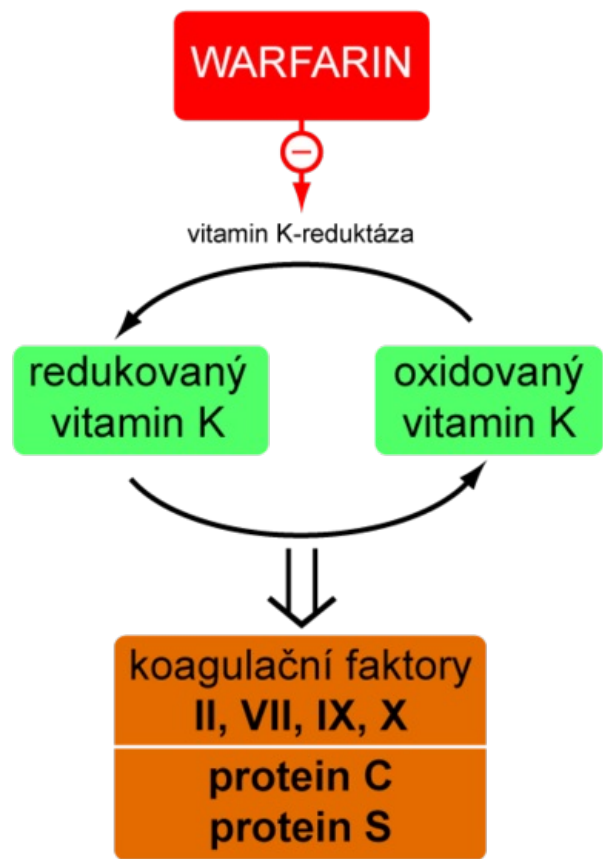 WARFARIN
−
vitamin K-reduktáza
redukovaný
vitamin K
oxidovaný
vitamin K
koagulační faktory
II, VII, IX, X
protein C
protein S